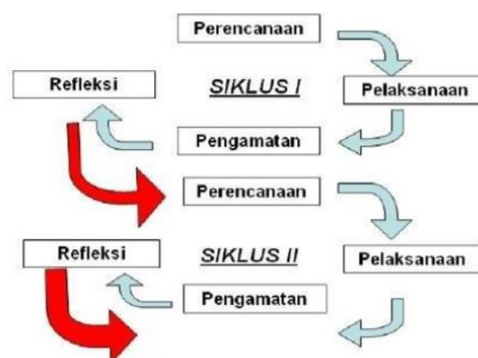 Perencanaan
Refleksi
SIKLUS I
Pelaksanaan
Pengamatan
Perencanaan
Refleksi
SIKLUS II
Pelaksanaan
Pengamatan